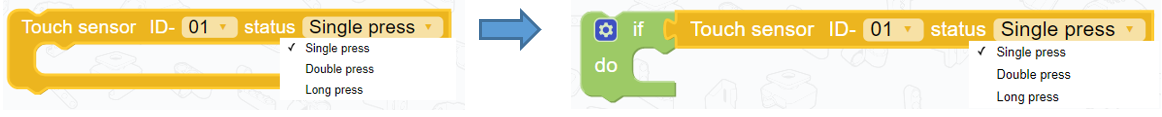 Touch sensor ID- 01 status Single press
✓ Single press
Double press
Long press
if Touch sensor ID- 01 status Single press
do
✓ Single press
Double press
Long press